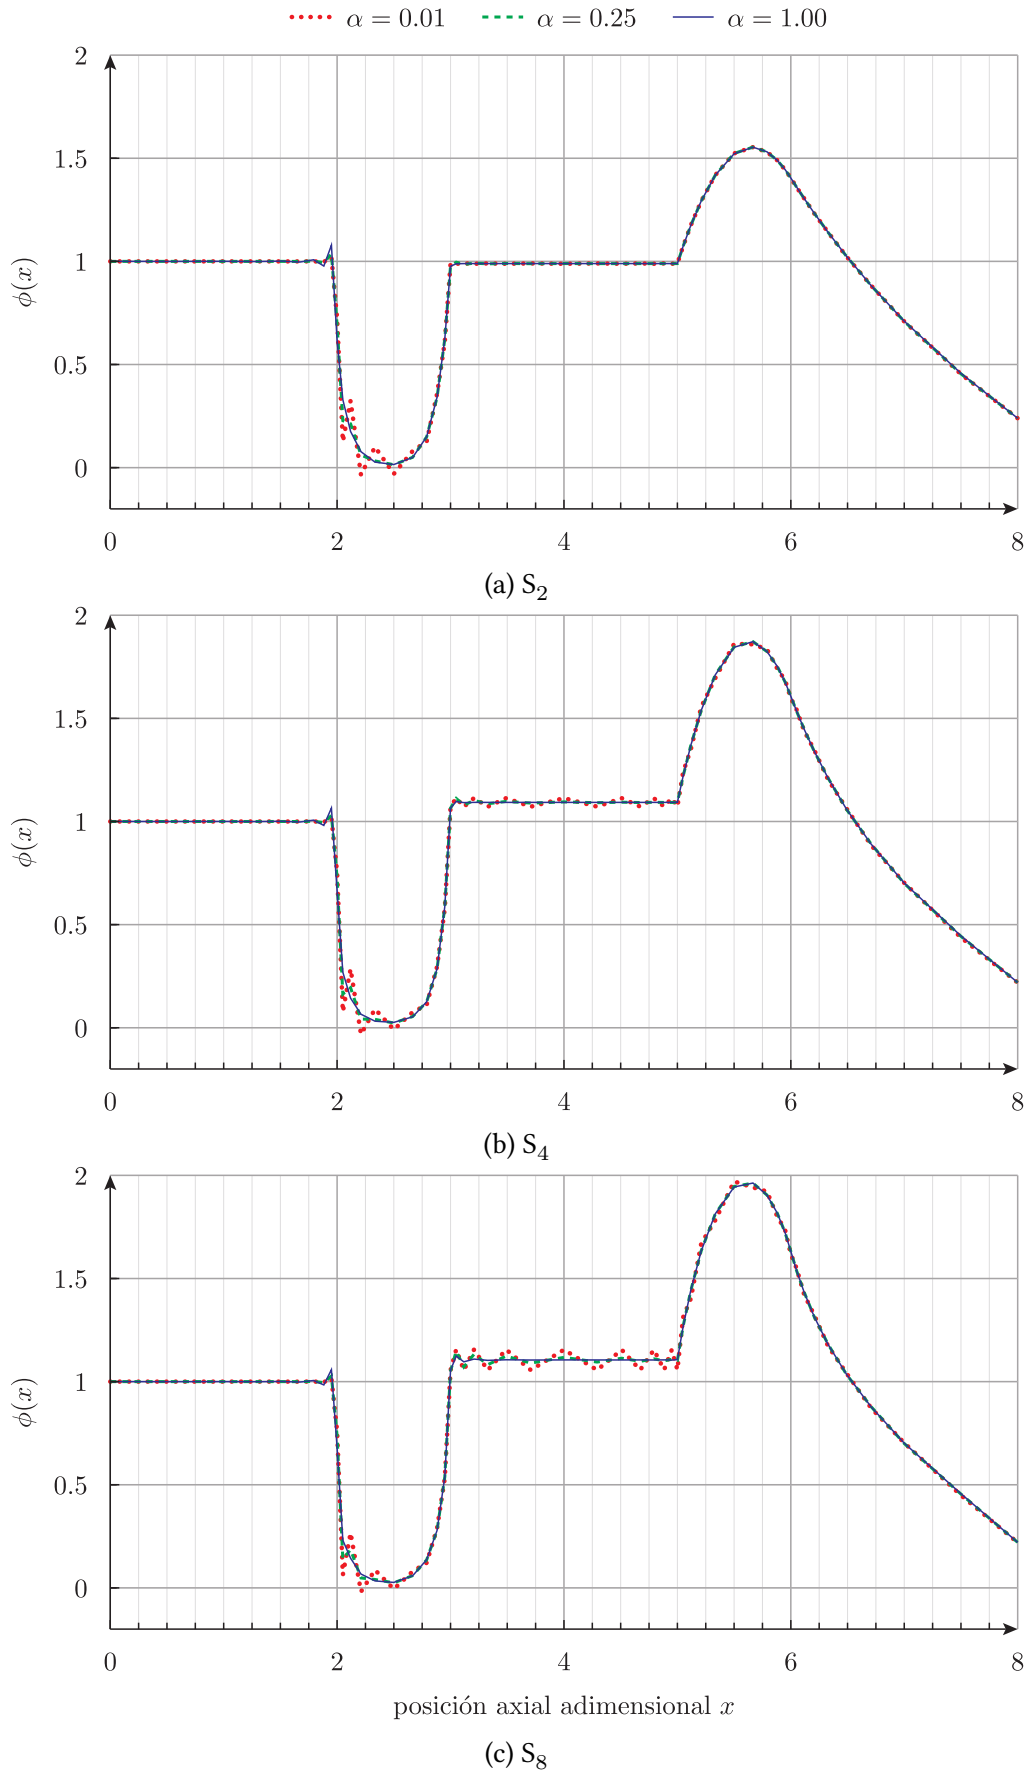 α = 0.01 α = 0.25 α = 1.00
2
1.5
1
0.5
0
ϕ(x)
0 2 4 6 8
(a) S₂
2
1.5
1
0.5
0
ϕ(x)
0 2 4 6 8
(b) S₄
2
1.5
1
0.5
0
ϕ(x)
0 2 4 6 8
posición axial adimensional x
(c) S₈